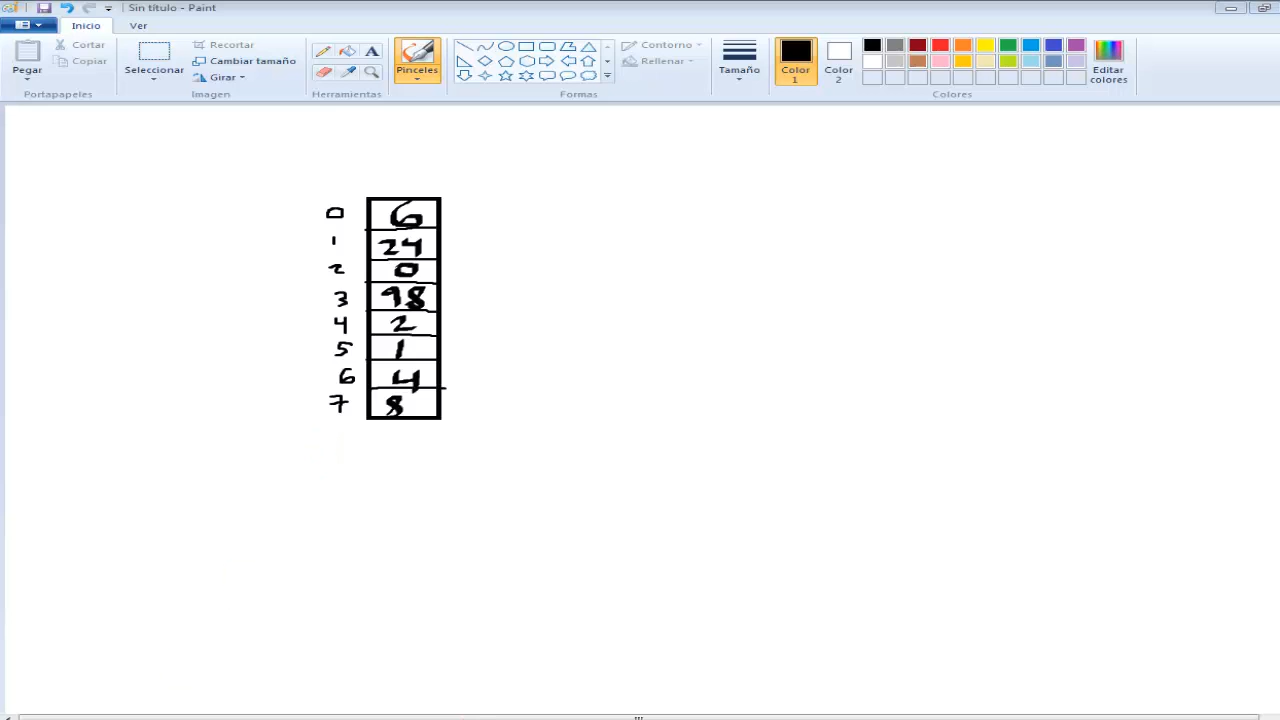 Sin título - Paint
Inicio Ver
Pegar
Cortar
Copiar
Portapapeles
Seleccionar
Recortar
Cambiar tamaño
Girar
Imagen
A
Herramientas
Pinceles
Contorno
Rellenar
Formas
Tamaño
Color
1
Color
2
Editar
colores
Colores
0 6
1 24
2 0
3 98
4 2
5 1
6 4
7 8